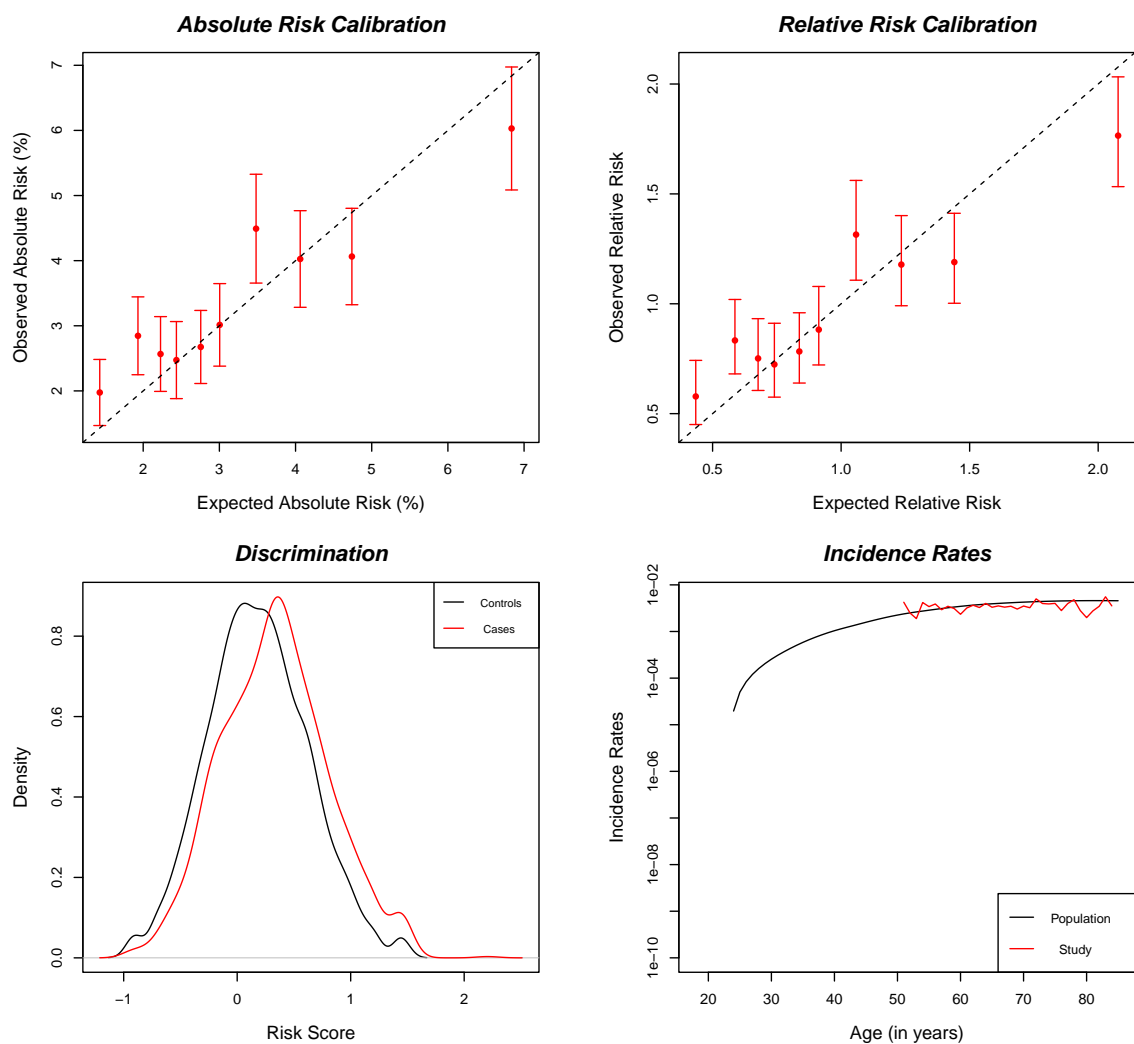 Absolute Risk Calibration
Observed Absolute Risk (%)
7
6
5
4
3
2
2 3 4 5 6 7
Expected Absolute Risk (%)
Relative Risk Calibration
Observed Relative Risk
2.0
1.5
1.0
0.5
0.5 1.0 1.5 2.0
Expected Relative Risk
Discrimination
Density
0.8
0.6
0.4
0.2
0.0
Controls
Cases
−1 0 1 2
Risk Score
Incidence Rates
Incidence Rates
1e−02
1e−04
1e−06
1e−08
1e−10
Population
Study
20 30 40 50 60 70 80
Age (in years)